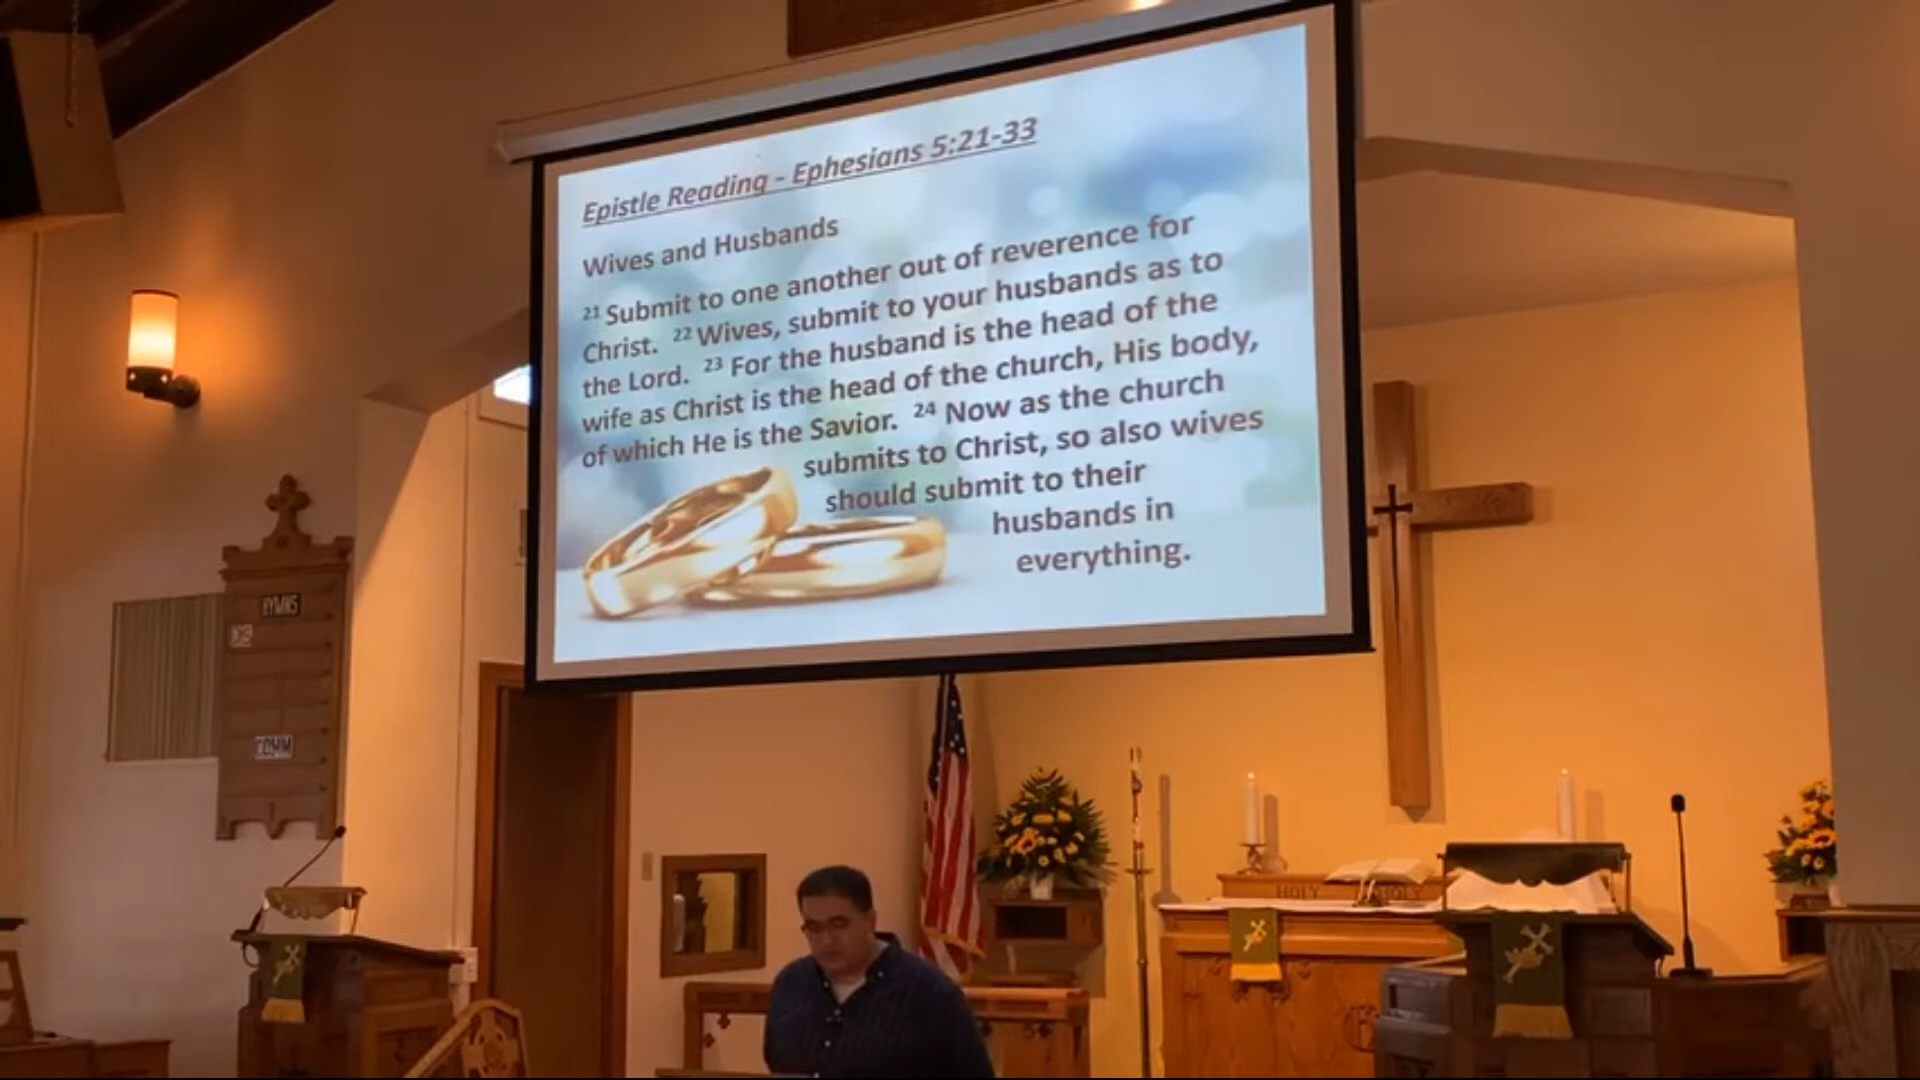 Epistle Reading - Ephesians 5:21-33
Wives and Husbands
21 Submit to one another out of reverence for
Christ. 22 Wives, submit to your husbands as to
the Lord. 23 For the husband is the head of the
wife as Christ is the head of the church, His body,
of which He is the Savior. 24 Now as the church
submits to Christ, so also wives
should submit to their
husbands in
everything.
HYMNS
COMM
HOLY HOLY